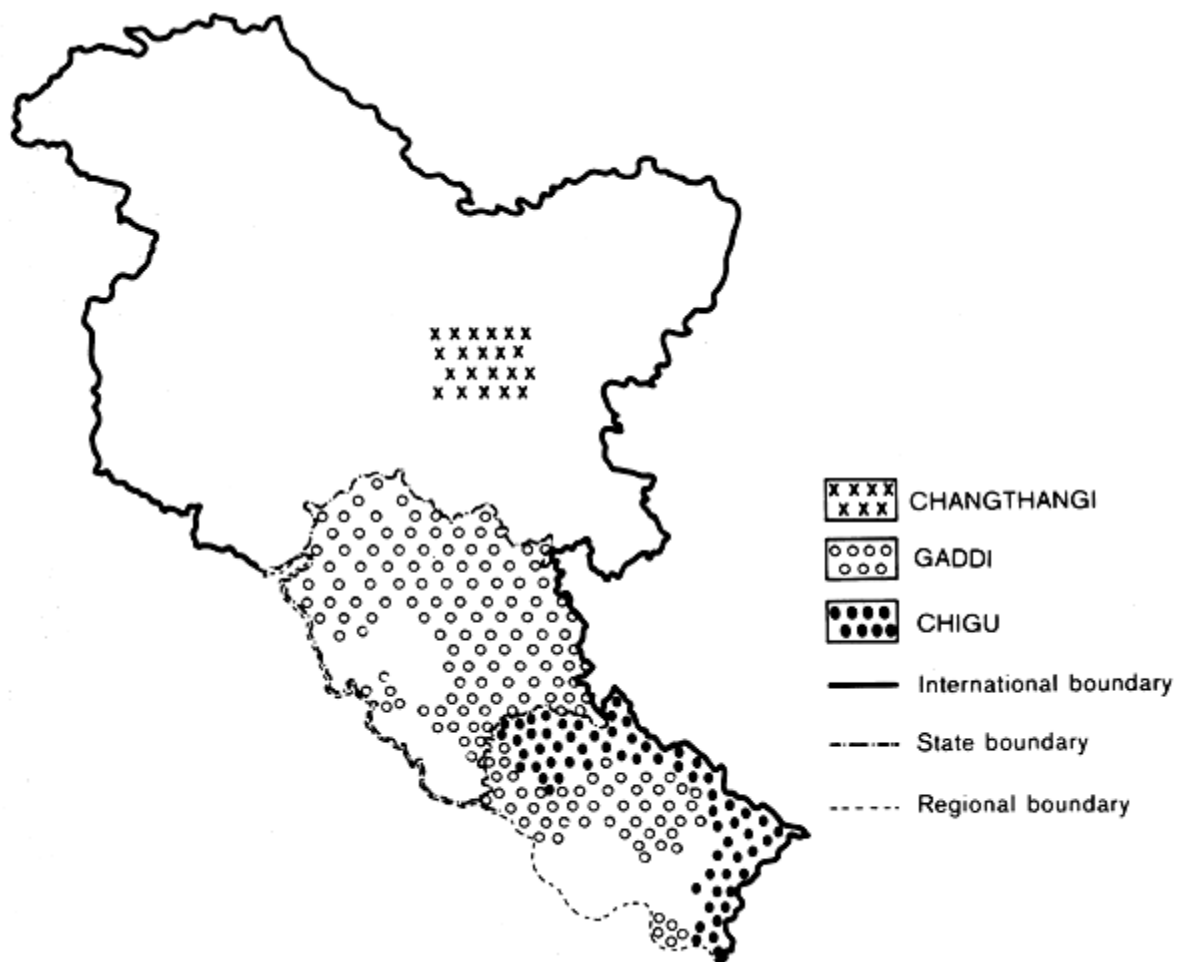 CHANGTHANGI
GADDI
CHIGU
International boundary
State boundary
Regional boundary